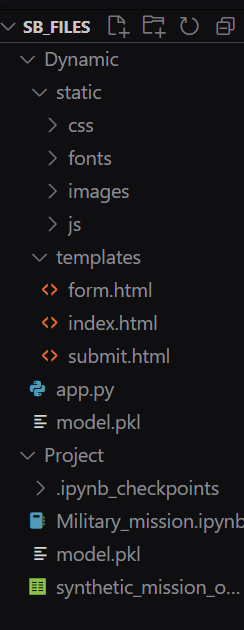 SB_FILES
Dynamic
static
css
fonts
images
js
templates
form.html
index.html
submit.html
app.py
model.pkl
Project
.ipynb_checkpoints
Military_mission.ipynb
model.pkl
synthetic_mission_o...